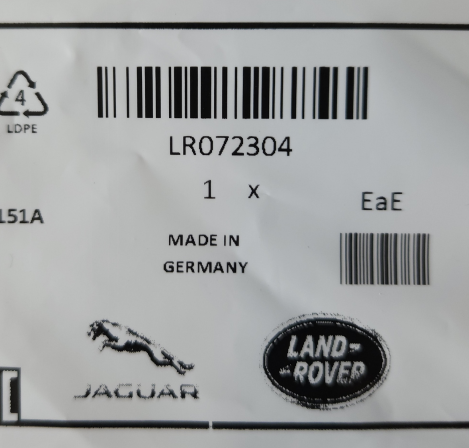 4
LDPE
LR072304
1 x
EaE
151A
MADE IN
GERMANY
JAGUAR
LAND-
-ROVER